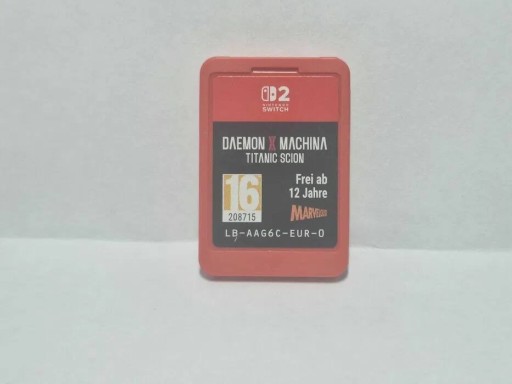 2
NINTENDO
SWITCH
DAEMON X MACHINA
TITANIC SCION
16
208715
Frei ab
12 Jahre
MARVELOUS
LB-AAG6C-EUR-0